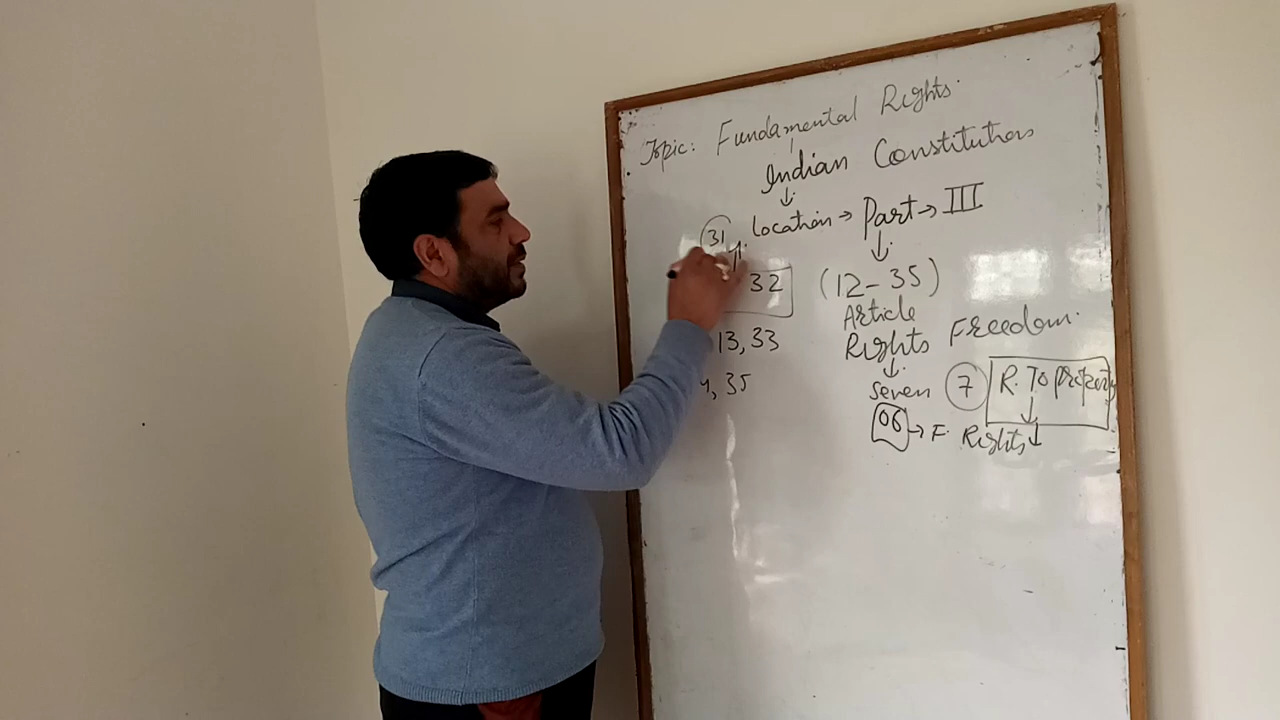 Topic: Fundamental Rights.
Indian Constitution
↓
location → Part → III
31
↓
32
(12 - 35)
Article
13, 33
Rights Freedom.
↓
35
seven 7 R. To property
↓
06 → F. Rights ↓